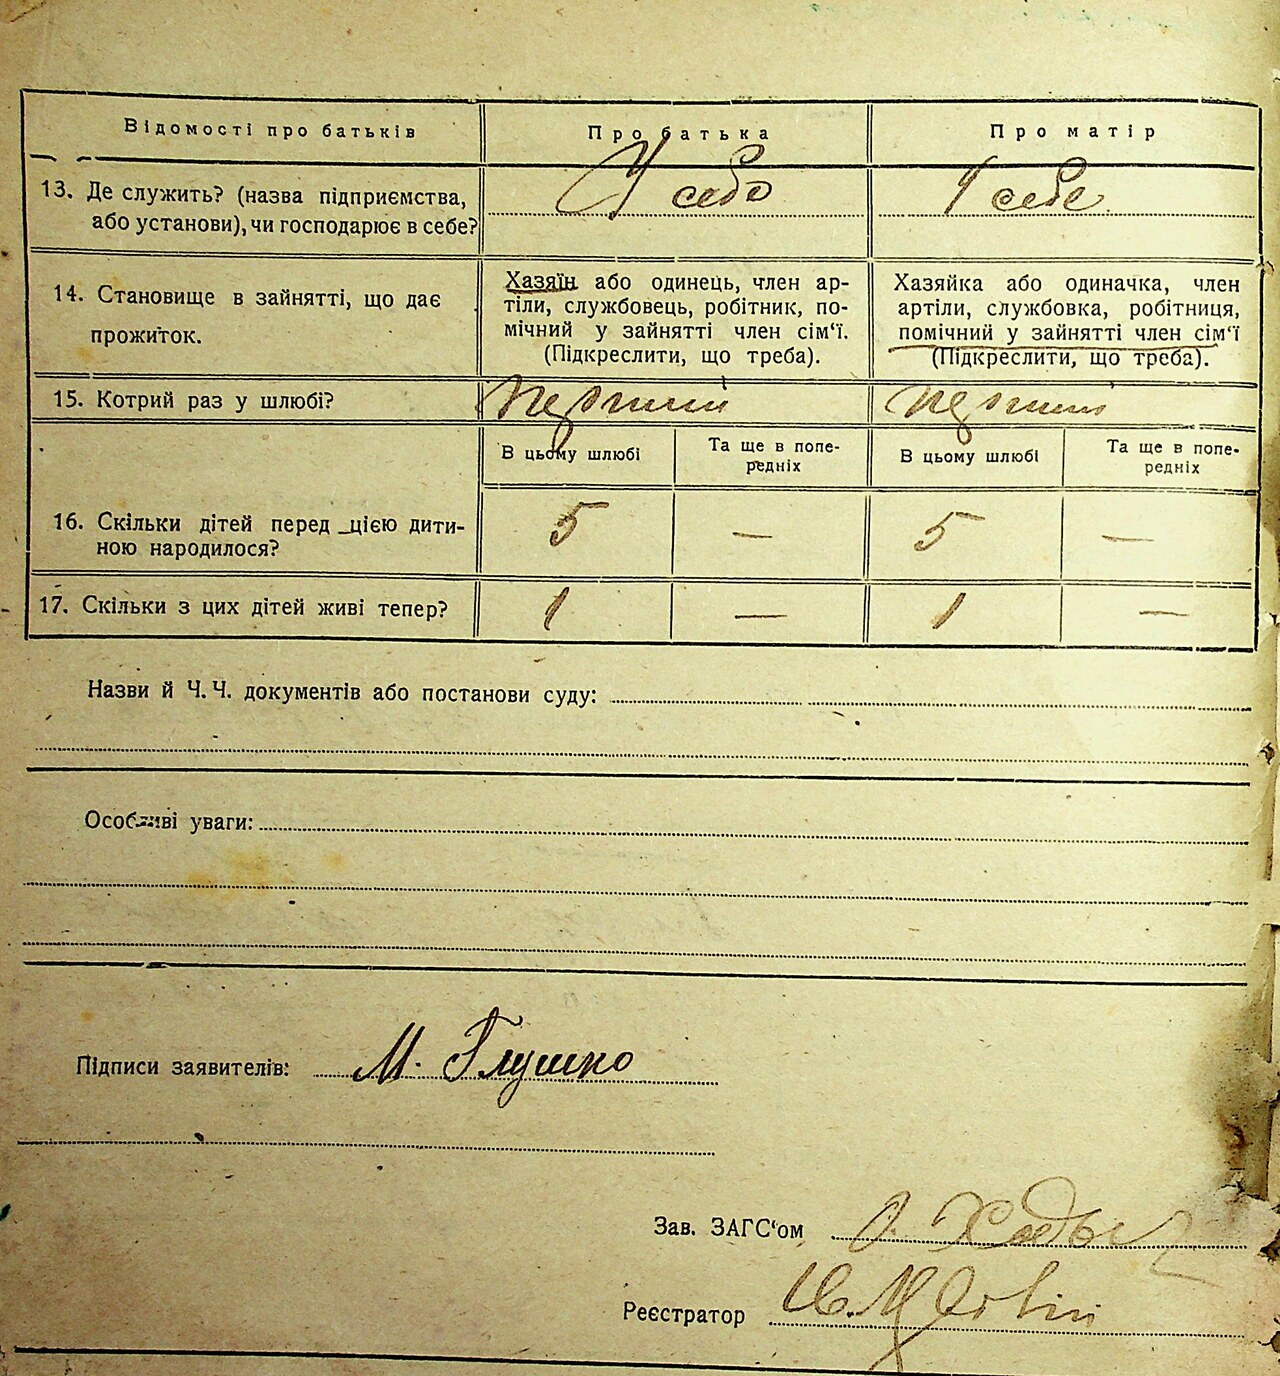 Відомості про батьків
Про батька
Про матір
13. Де служить? (назва підприємства,
або установи), чи господарює в себе?
У себе
У себе
14. Становище в зайнятті, що дає
прожиток.
Хазяїн або одинець, член ар-
тіли, службовець, робітник, по-
мічний у зайнятті член сім‘ї.
(Підкреслити, що треба).
Хазяйка або одиначка, член
артіли, службовка, робітниця,
помічний у зайнятті член сім‘ї
(Підкреслити, що треба).
15. Котрий раз у шлюбі?
перший
перший
В цьому шлюбі
Та ще в попе-
редніх
В цьому шлюбі
Та ще в попе-
редніх
16. Скільки дітей перед цією дити-
ною народилося?
5 — 5 —
17. Скільки з цих дітей живі тепер?
1 — 1 —
Назви й Ч. Ч. документів або постанови суду:
Особливі уваги:
Підписи заявителів: М. Глушко
Зав. ЗАГС‘ом
Реєстратор